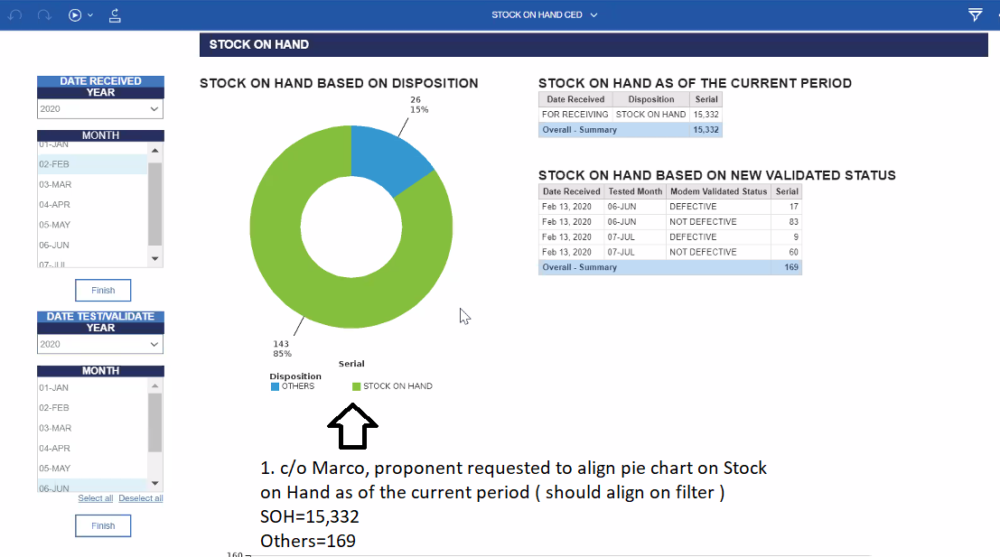 STOCK ON HAND CED
STOCK ON HAND
DATE RECEIVED
YEAR
2020
MONTH
01-JAN
02-FEB
03-MAR
04-APR
05-MAY
06-JUN
07-JUL
Finish
DATE TEST/VALIDATE
YEAR
2020
MONTH
01-JAN
02-FEB
03-MAR
04-APR
05-MAY
06-JUN
Select all Deselect all
Finish
STOCK ON HAND BASED ON DISPOSITION
26
15%
143
85%
Serial
Disposition
OTHERS STOCK ON HAND
STOCK ON HAND AS OF THE CURRENT PERIOD
Date Received Disposition Serial
FOR RECEIVING STOCK ON HAND 15,332
Overall - Summary 15,332
STOCK ON HAND BASED ON NEW VALIDATED STATUS
Date Received Tested Month Modem Validated Status Serial
Feb 13, 2020 06-JUN DEFECTIVE 17
Feb 13, 2020 06-JUN NOT DEFECTIVE 83
Feb 13, 2020 07-JUL DEFECTIVE 9
Feb 13, 2020 07-JUL NOT DEFECTIVE 60
Overall - Summary 169
1. c/o Marco, proponent requested to align pie chart on Stock
on Hand as of the current period ( should align on filter )
SOH=15,332
Others=169
160